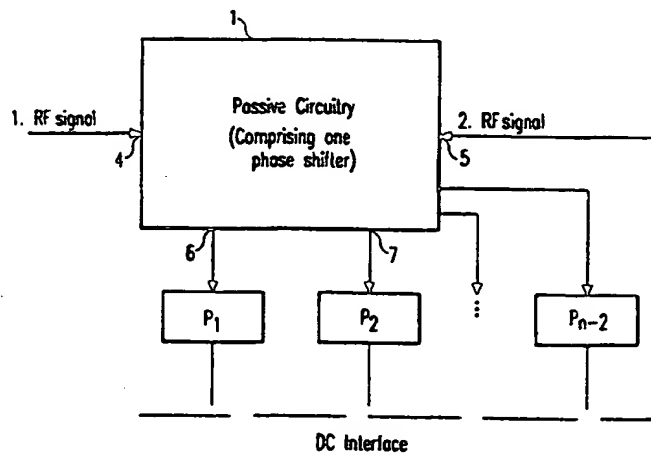 1
Passive Circuitry
(Comprising one
phase shifter)
1. RF signal
4
2. RF signal
5
6
7
P1
P2
⋮
Pn-2
DC Interface